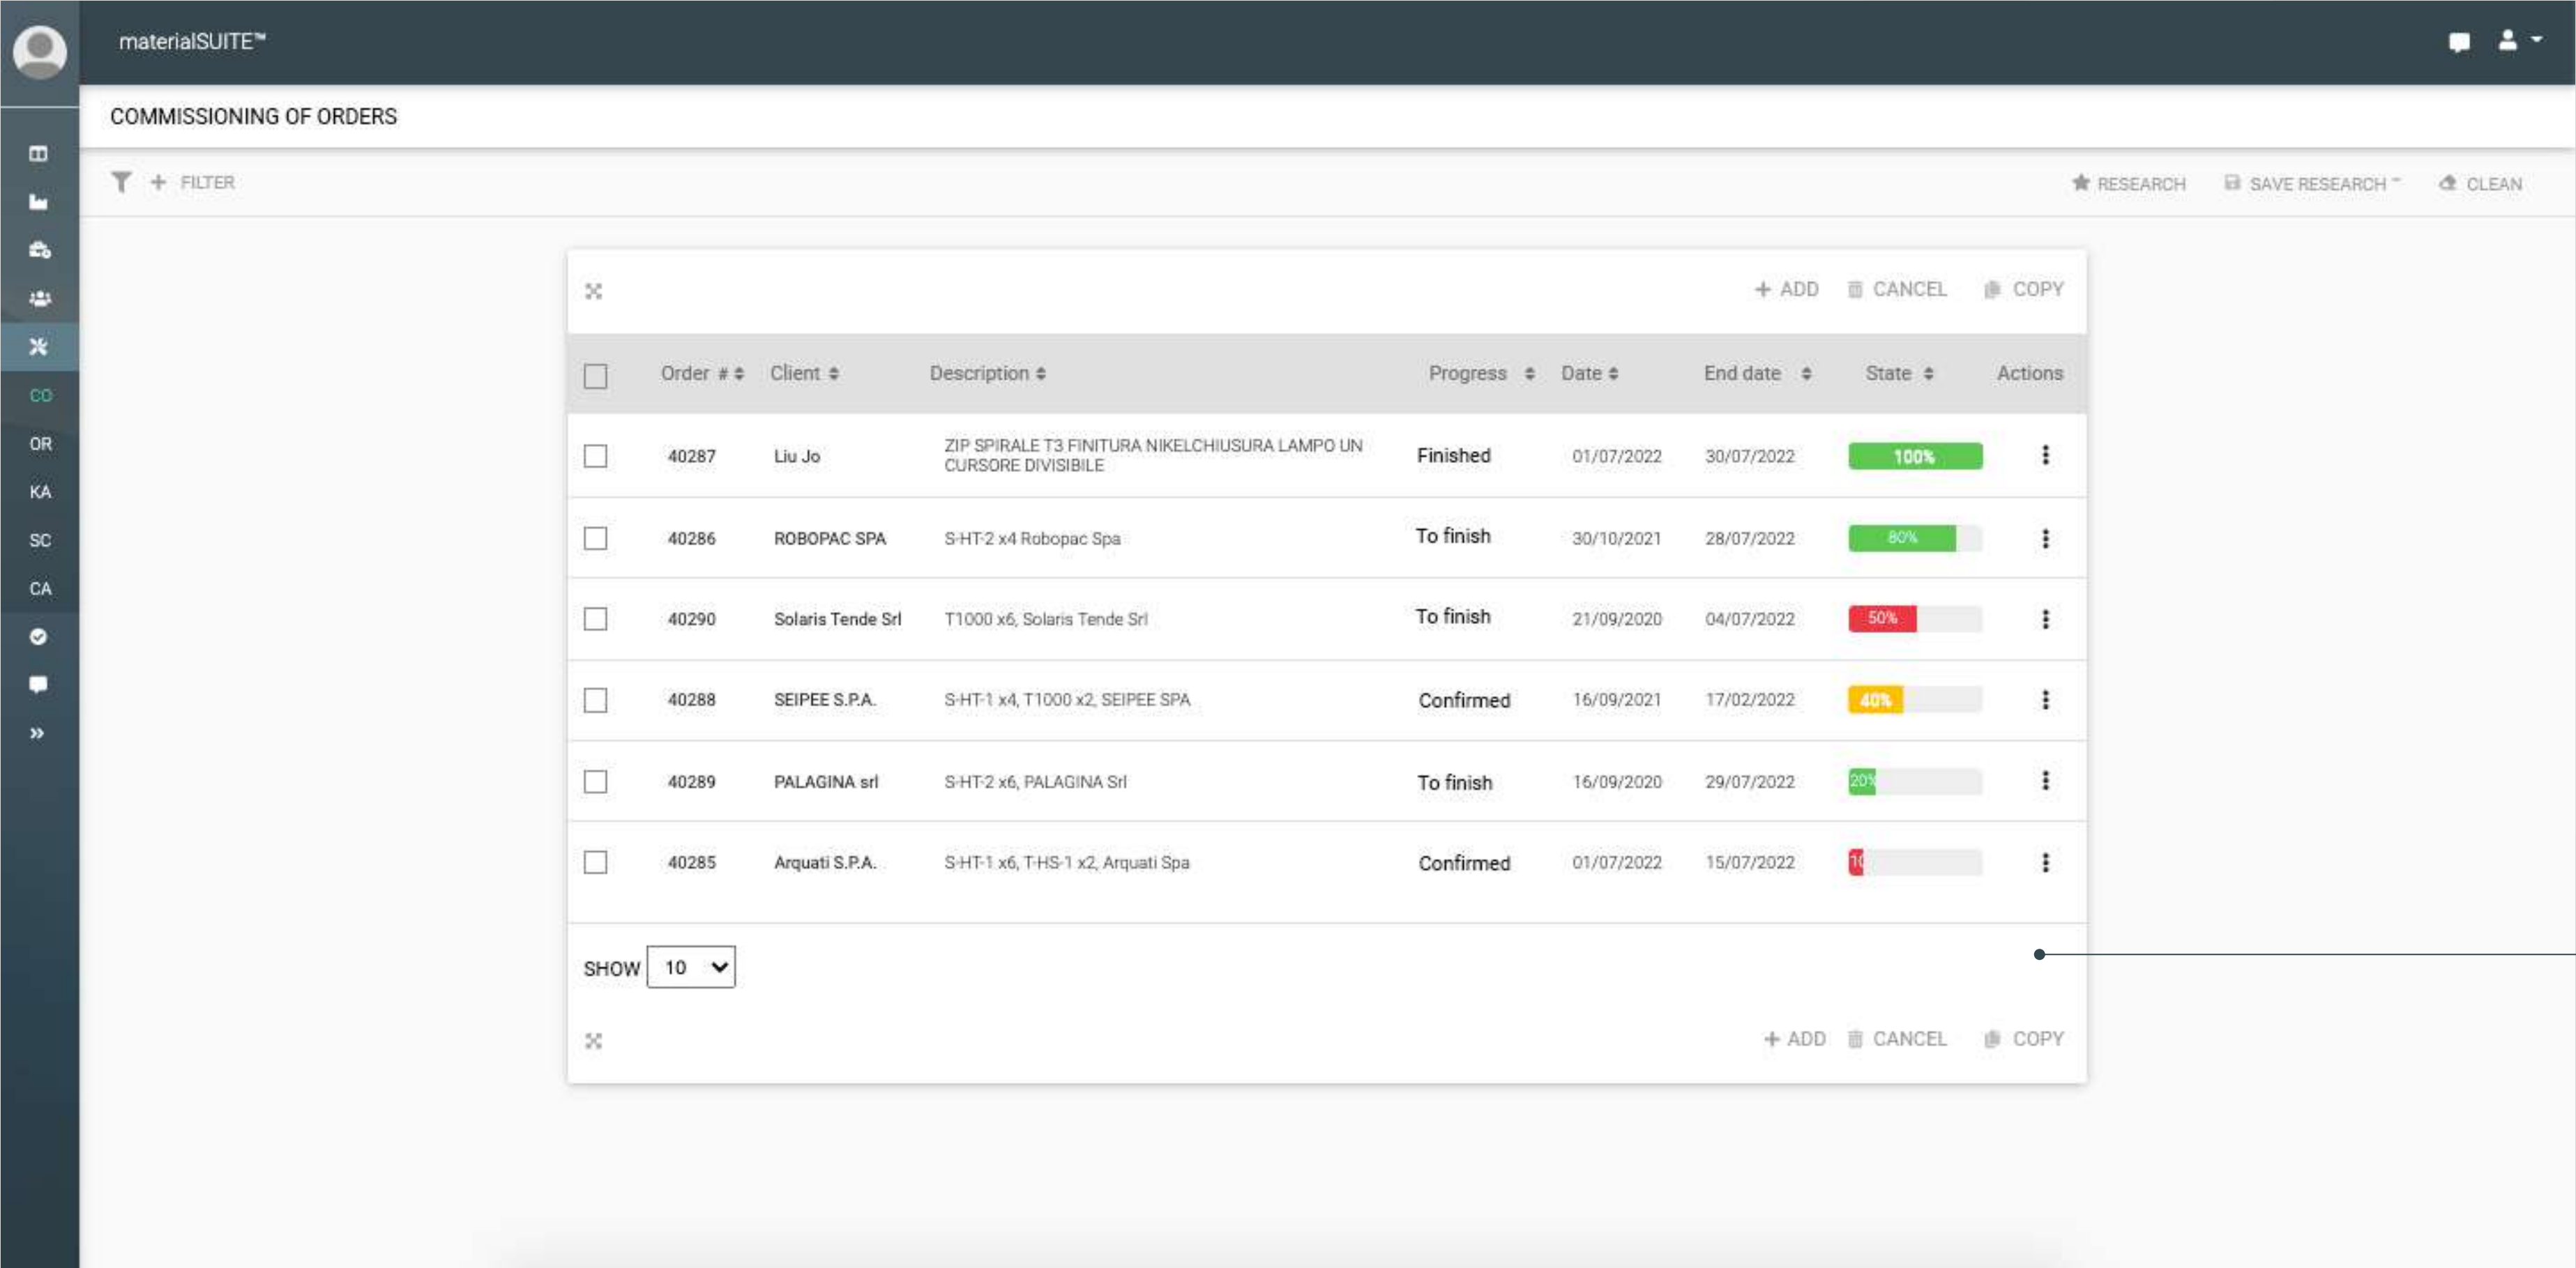 materialSUITE™
COMMISSIONING OF ORDERS
+ FILTER
RESEARCH SAVE RESEARCH CLEAN
CO
OR
KA
SC
CA
+ ADD CANCEL COPY
Order # Client Description Progress Date End date State Actions
40287 Liu Jo ZIP SPIRALE T3 FINITURA NIKELCHIUSURA LAMPO UN
CURSORE DIVISIBILE Finished 01/07/2022 30/07/2022 100%
40286 ROBOPAC SPA S-HT-2 x4 Robopac Spa To finish 30/10/2021 28/07/2022 80%
40290 Solaris Tende Srl T1000 x6, Solaris Tende Srl To finish 21/09/2020 04/07/2022 50%
40288 SEIPEE S.P.A. S-HT-1 x4, T1000 x2, SEIPEE SPA Confirmed 16/09/2021 17/02/2022 40%
40289 PALAGINA srl S-HT-2 x6, PALAGINA Srl To finish 16/09/2020 29/07/2022 20%
40285 Arquati S.P.A. S-HT-1 x6, T-HS-1 x2, Arquati Spa Confirmed 01/07/2022 15/07/2022
SHOW 10
+ ADD CANCEL COPY